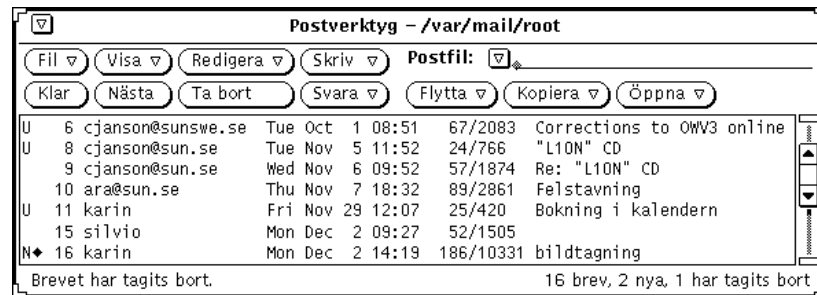 Postverktyg – /var/mail/root
Fil Visa Redigera Skriv Postfil:
Klar Nästa Ta bort Svara Flytta Kopiera Öppna
U 6 cjanson@sunswe.se Tue Oct 1 08:51 67/2083 Corrections to OWV3 online
U 8 cjanson@sun.se Tue Nov 5 11:52 24/766 "L10N" CD
9 cjanson@sun.se Wed Nov 6 09:52 57/1874 Re: "L10N" CD
10 ara@sun.se Thu Nov 7 18:32 89/2861 Felstavning
U 11 karin Fri Nov 29 12:07 25/420 Bokning i kalendern
15 silvio Mon Dec 2 09:27 52/1505
N◆ 16 karin Mon Dec 2 14:19 186/10331 bildtagning
Brevet har tagits bort. 16 brev, 2 nya, 1 har tagits bort